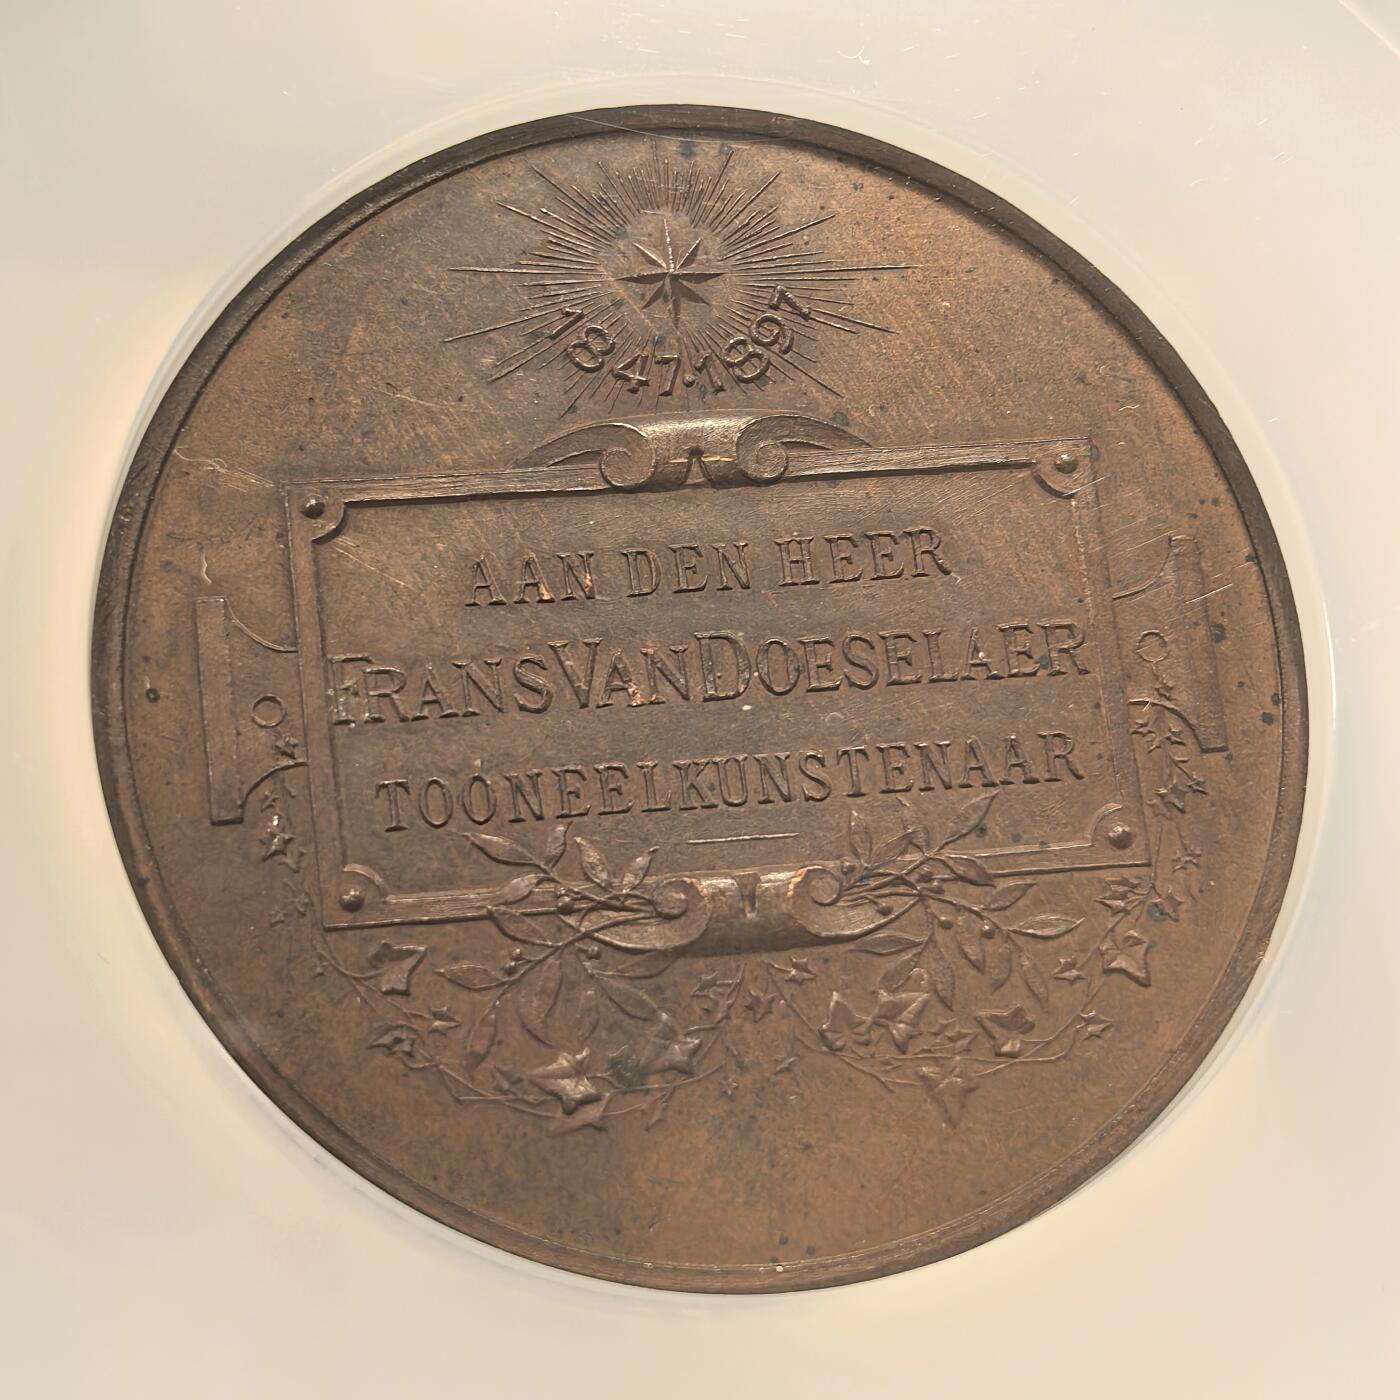 1847·1897
AAN DEN HEER
FRANS VAN DOESELAER
TOONEELKUNSTENAAR